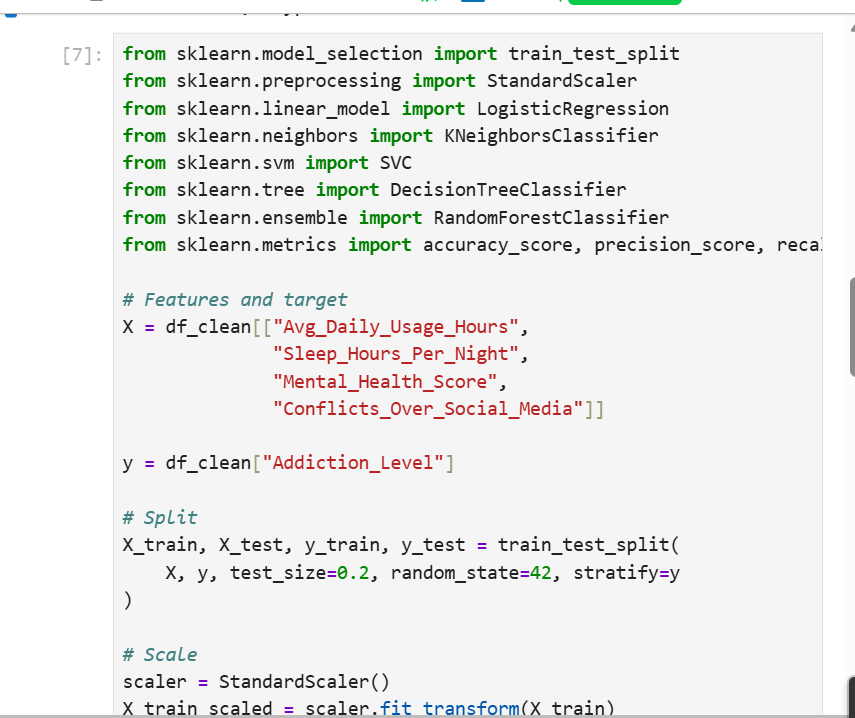 [7]:
from sklearn.model_selection import train_test_split
from sklearn.preprocessing import StandardScaler
from sklearn.linear_model import LogisticRegression
from sklearn.neighbors import KNeighborsClassifier
from sklearn.svm import SVC
from sklearn.tree import DecisionTreeClassifier
from sklearn.ensemble import RandomForestClassifier
from sklearn.metrics import accuracy_score, precision_score,

# Features and target
X = df_clean[["Avg_Daily_Usage_Hours",
              "Sleep_Hours_Per_Night",
              "Mental_Health_Score",
              "Conflicts_Over_Social_Media"]]

y = df_clean["Addiction_Level"]

# Split
X_train, X_test, y_train, y_test = train_test_split(
    X, y, test_size=0.2, random_state=42, stratify=y
)

# Scale
scaler = StandardScaler()
X_train_scaled = scaler.fit_transform(X_train)